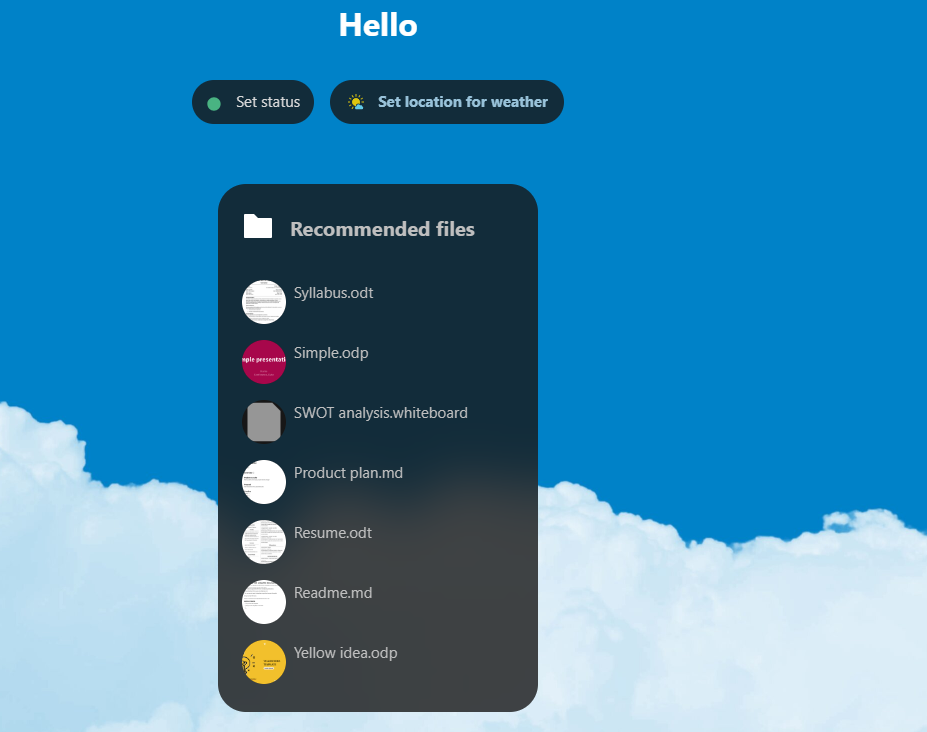 Hello
Set status
Set location for weather
Recommended files
Syllabus.odt
Simple.odp
SWOT analysis.whiteboard
Product plan.md
Resume.odt
Readme.md
Yellow idea.odp